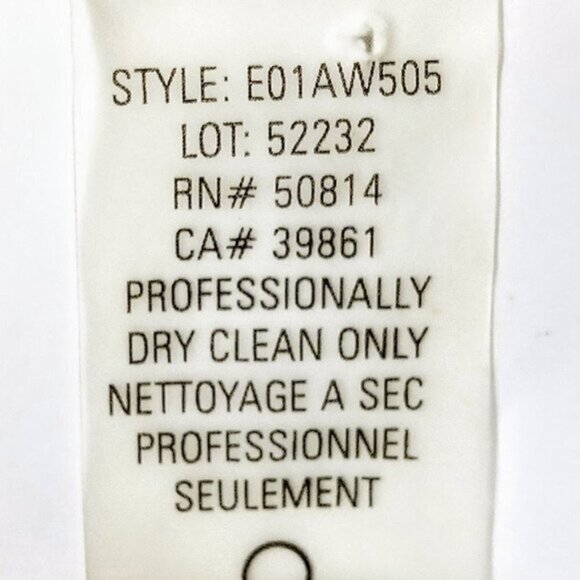 STYLE: E01AW505
LOT: 52232
RN# 50814
CA# 39861
PROFESSIONALLY
DRY CLEAN ONLY
NETTOYAGE A SEC
PROFESSIONNEL
SEULEMENT